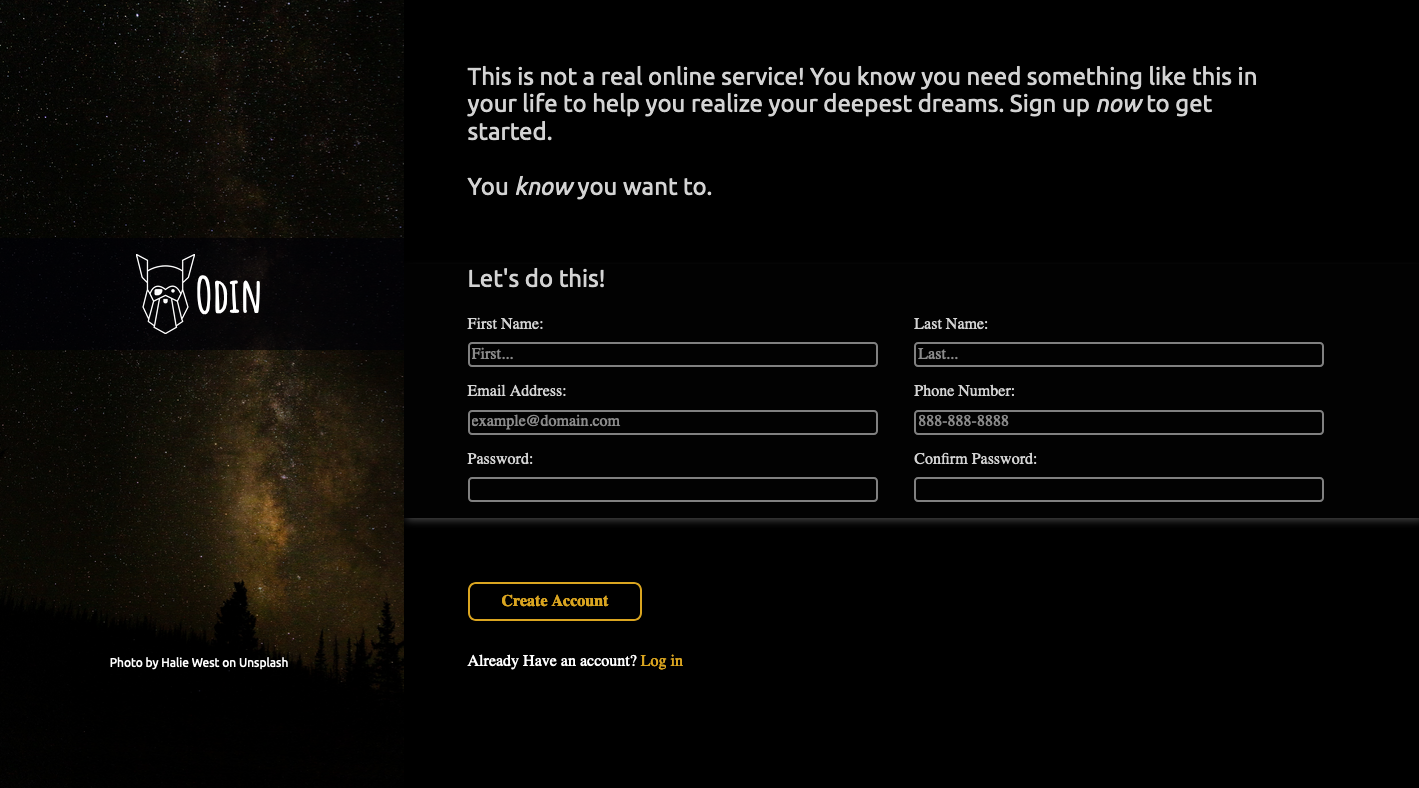 This is not a real online service! You know you need something like this in
your life to help you realize your deepest dreams. Sign up now to get
started.
You know you want to.
Odin
Let's do this!
First Name:
Last Name:
First...
Last...
Email Address:
Phone Number:
example@domain.com
888-888-8888
Password:
Confirm Password:
Create Account
Already Have an account? Log in
Photo by Halie West on Unsplash